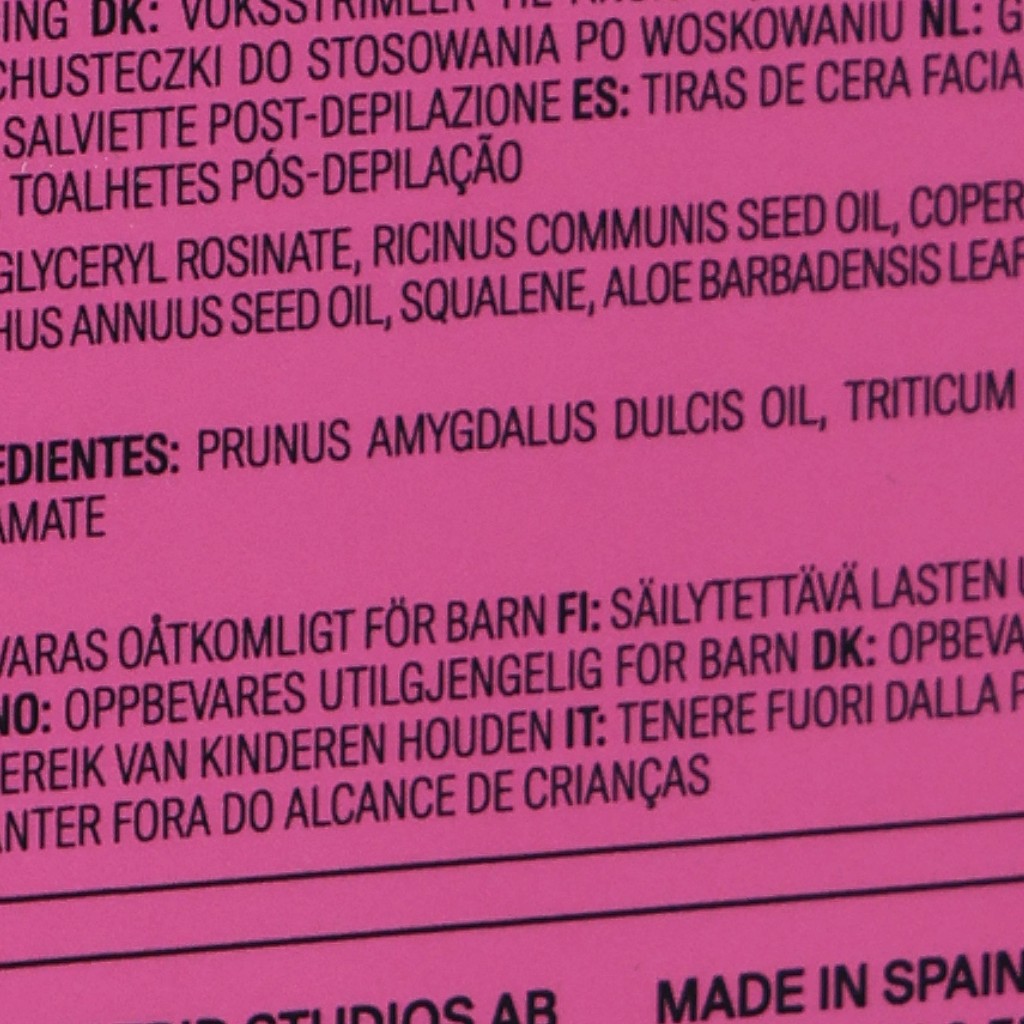 ING DK: VOKSSTRIMLER TIL
CHUSTECZKI DO STOSOWANIA PO WOSKOWANIU NL: G
SALVIETTE POST-DEPILAZIONE ES: TIRAS DE CERA FACIA
TOALHETES PÓS-DEPILAÇÃO
GLYCERYL ROSINATE, RICINUS COMMUNIS SEED OIL, COPER
HUS ANNUUS SEED OIL, SQUALENE, ALOE BARBADENSIS LEAF
EDIENTES: PRUNUS AMYGDALUS DULCIS OIL, TRITICUM
AMATE
VARAS OÅTKOMLIGT FÖR BARN FI: SÄILYTETTÄVÄ LASTEN U
NO: OPPBEVARES UTILGJENGELIG FOR BARN DK: OPBEVA
EREIK VAN KINDEREN HOUDEN IT: TENERE FUORI DALLA P
ANTER FORA DO ALCANCE DE CRIANÇAS
STUDIOS AB MADE IN SPAIN